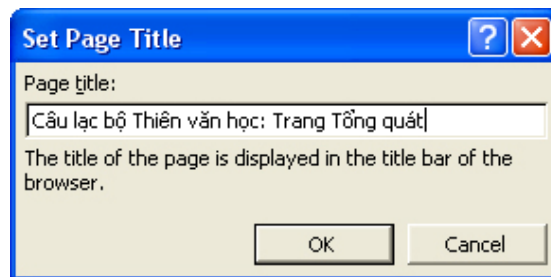 Set Page Title
Page title:
Câu lạc bộ Thiên văn học: Trang Tổng quát
The title of the page is displayed in the title bar of the
browser.
OK Cancel